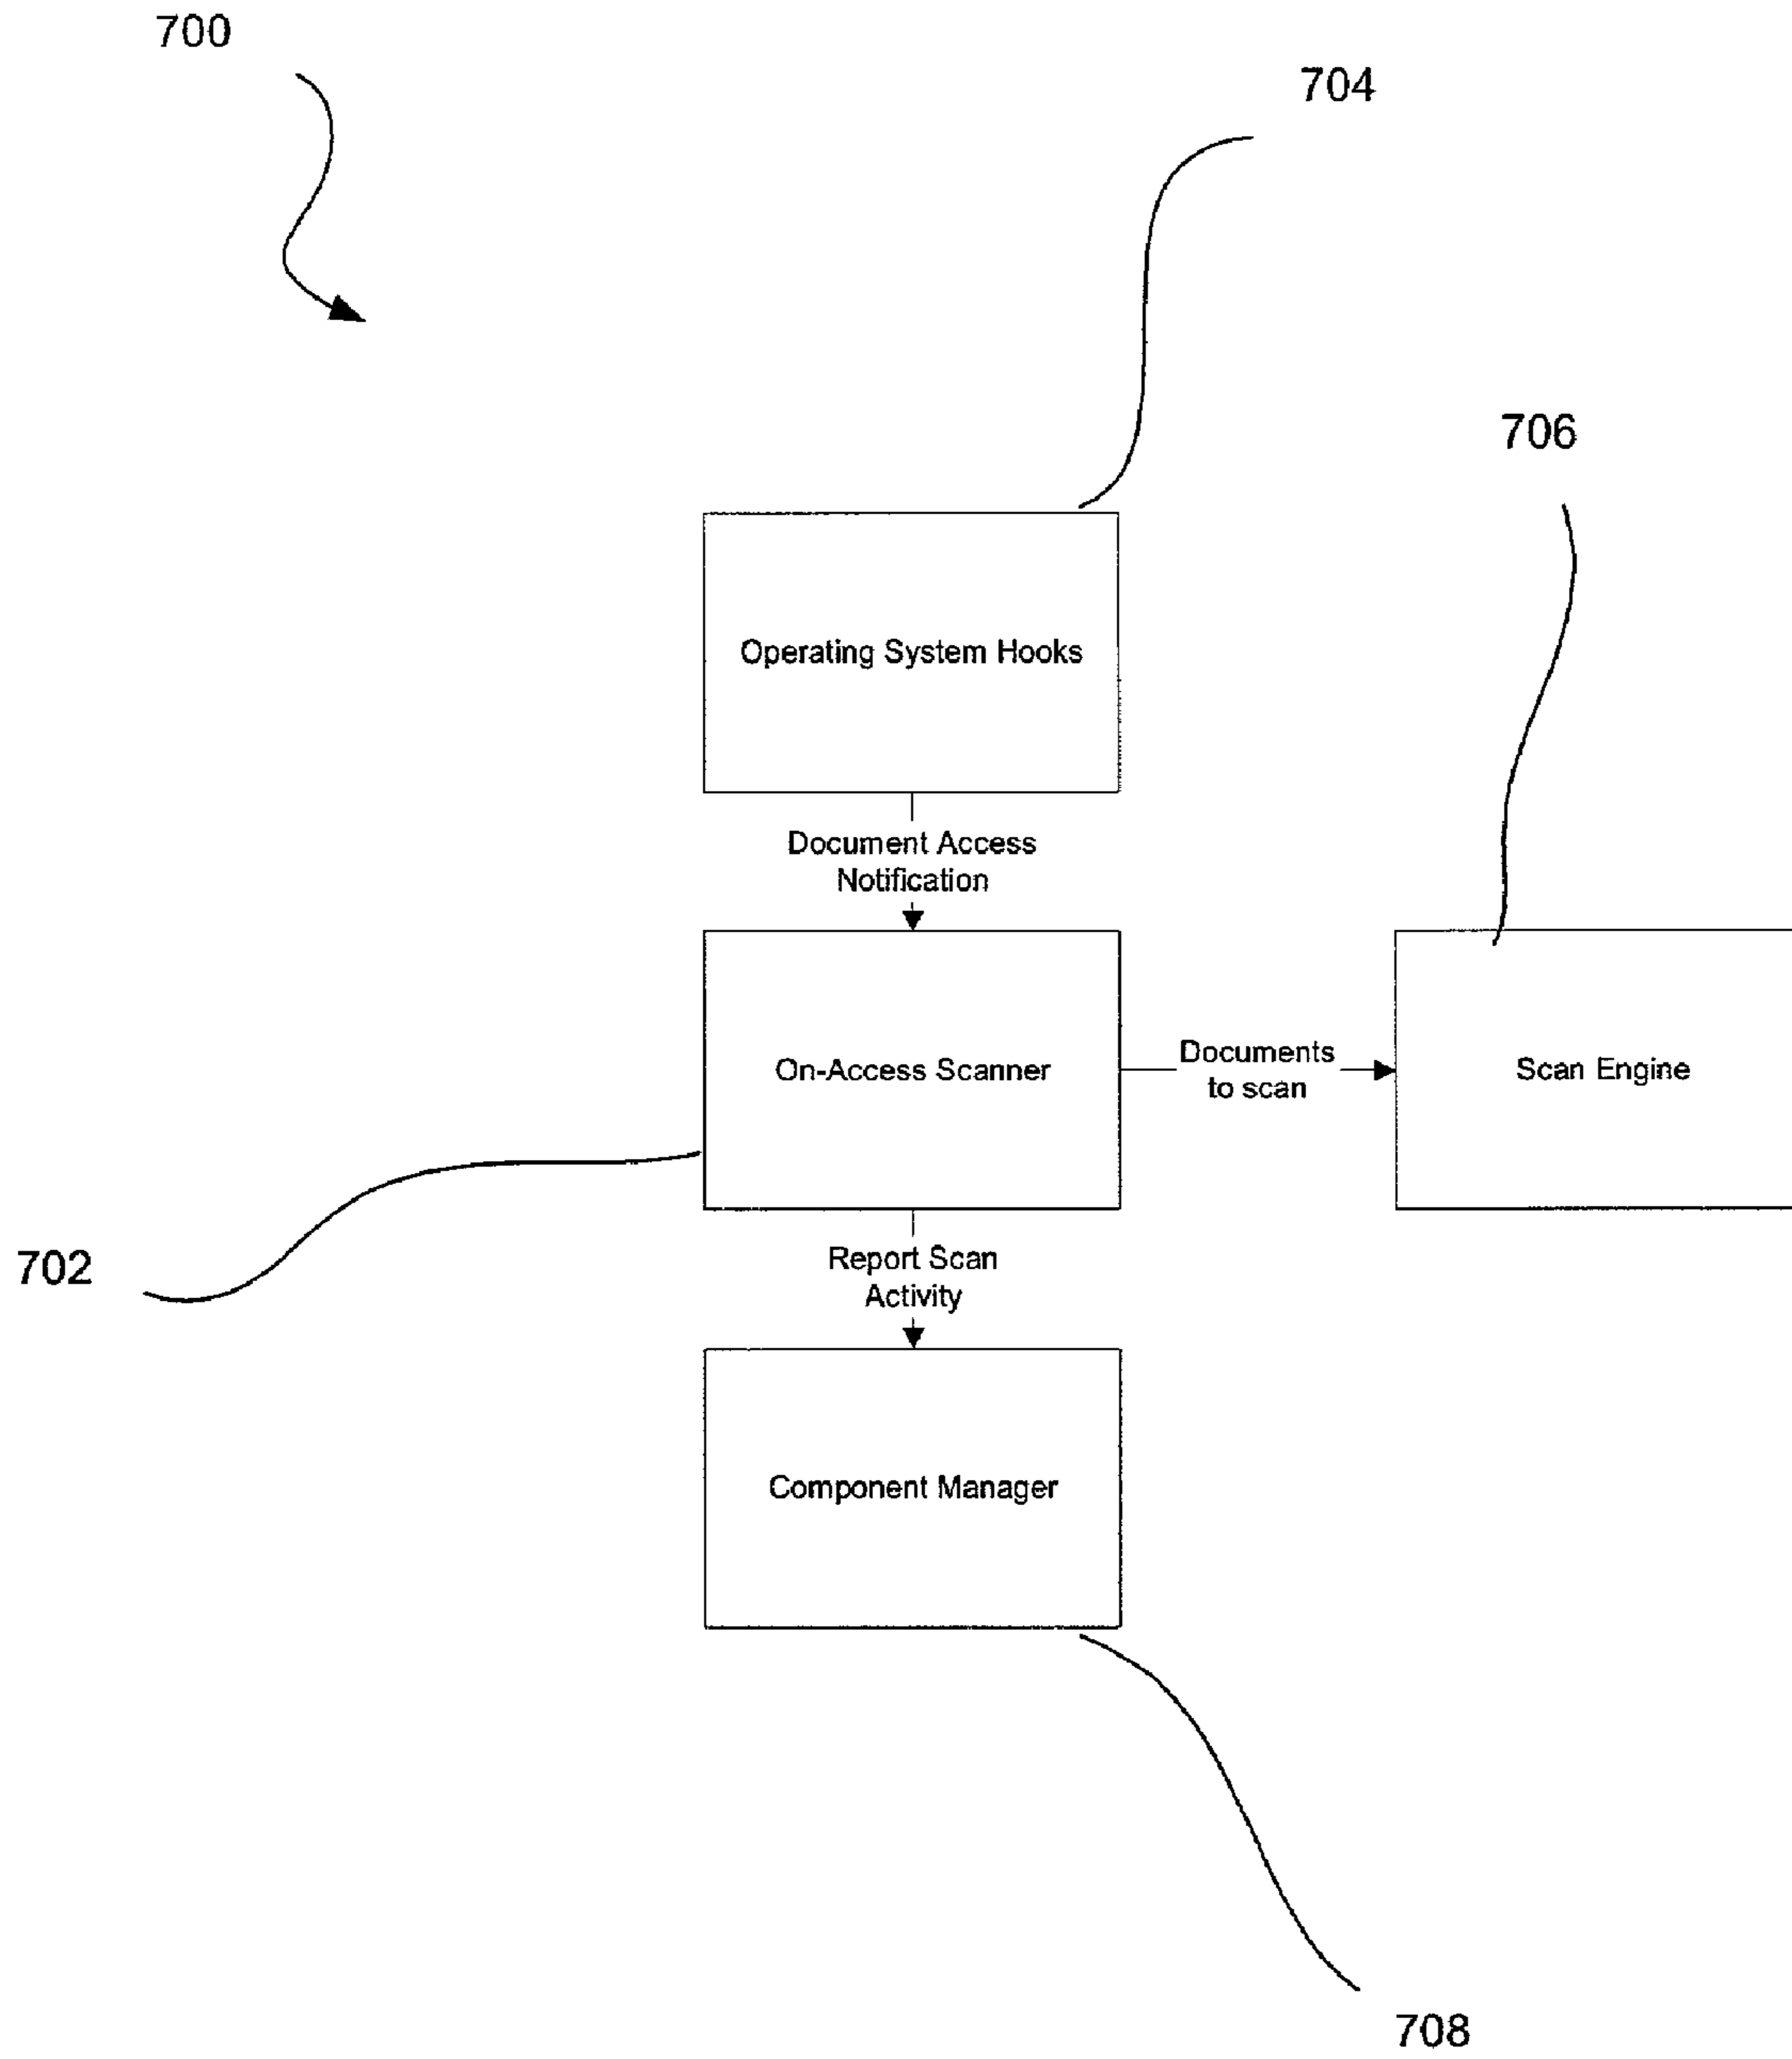 700
704
706
Operating System Hooks
Document Access
Notification
On-Access Scanner
Documents
to scan
Scan Engine
702
Report Scan
Activity
Component Manager
708